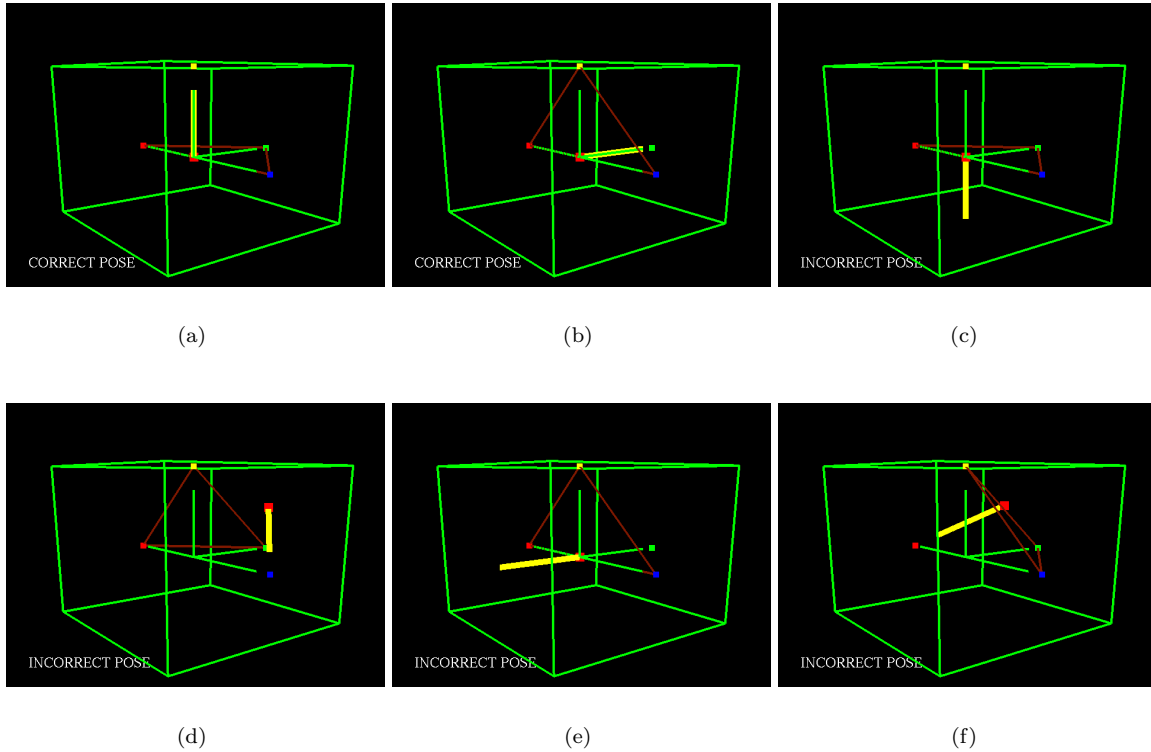 CORRECT POSE
CORRECT POSE
INCORRECT POSE
(a)
(b)
(c)
INCORRECT POSE
INCORRECT POSE
INCORRECT POSE
(d)
(e)
(f)